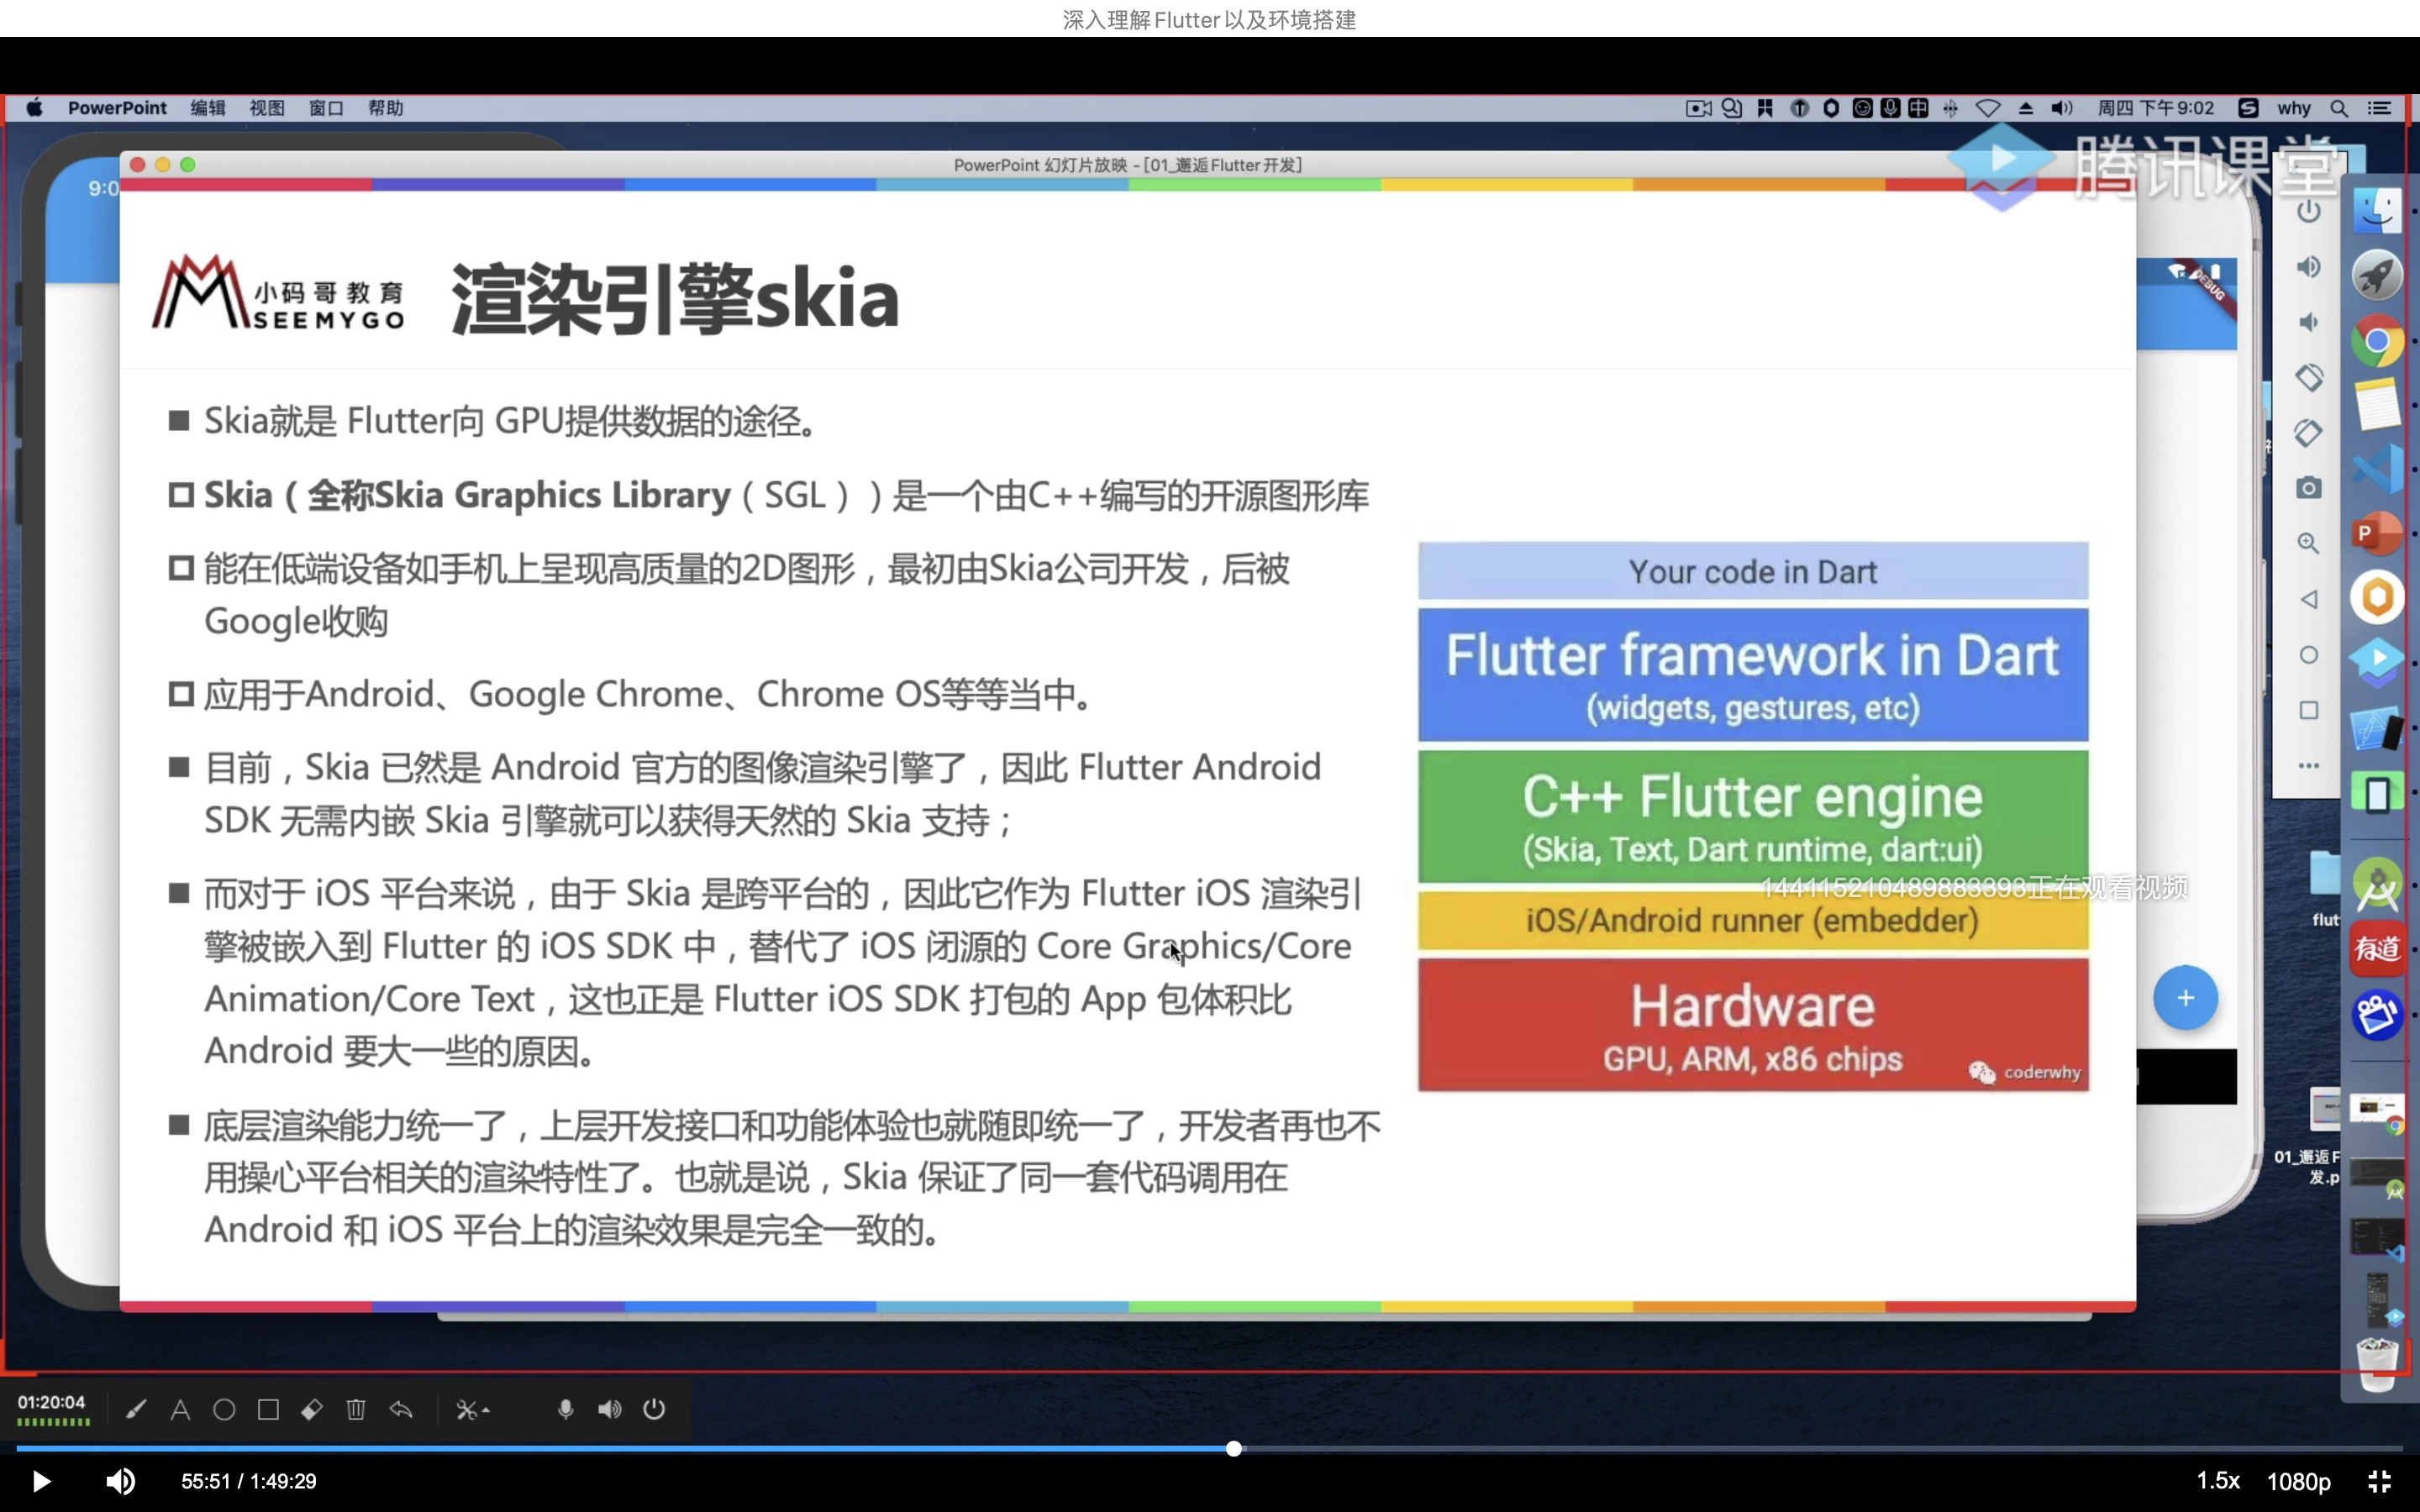 深入理解Flutter以及环境搭建
PowerPoint 编辑 视图 窗口 帮助
周四 下午9:02 why
PowerPoint 幻灯片放映 - [01_邂逅Flutter开发]
腾讯课堂
9:0
DEBUG
小码哥教育
SEEMYGO
渲染引擎skia
Skia就是 Flutter向 GPU提供数据的途径。
Skia（全称Skia Graphics Library（SGL））是一个由C++编写的开源图形库
能在低端设备如手机上呈现高质量的2D图形，最初由Skia公司开发，后被
Google收购
应用于Android、Google Chrome、Chrome OS等等当中。
目前，Skia 已然是 Android 官方的图像渲染引擎了，因此 Flutter Android
SDK 无需内嵌 Skia 引擎就可以获得天然的 Skia 支持；
而对于 iOS 平台来说，由于 Skia 是跨平台的，因此它作为 Flutter iOS 渲染引
擎被嵌入到 Flutter 的 iOS SDK 中，替代了 iOS 闭源的 Core Graphics/Core
Animation/Core Text，这也正是 Flutter iOS SDK 打包的 App 包体积比
Android 要大一些的原因。
底层渲染能力统一了，上层开发接口和功能体验也就随即统一了，开发者再也不
用操心平台相关的渲染特性了。也就是说，Skia 保证了同一套代码调用在
Android 和 iOS 平台上的渲染效果是完全一致的。
Your code in Dart
Flutter framework in Dart
(widgets, gestures, etc)
C++ Flutter engine
(Skia, Text, Dart runtime, dart:ui)
144115210489883393正在观看视频
iOS/Android runner (embedder)
Hardware
GPU, ARM, x86 chips
coderwhy
flut
有道
01_邂逅F
发.p
01:20:04
55:51 / 1:49:29
1.5x 1080p